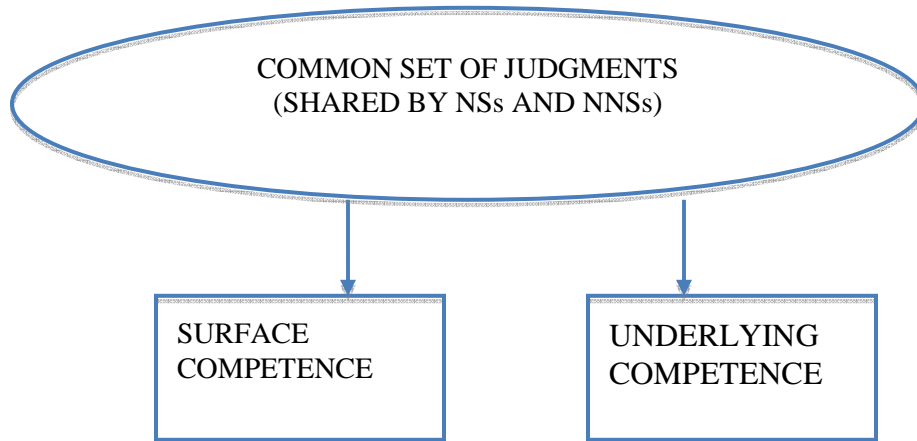 COMMON SET OF JUDGMENTS
(SHARED BY NSs AND NNSs)
SURFACE
COMPETENCE
UNDERLYING
COMPETENCE